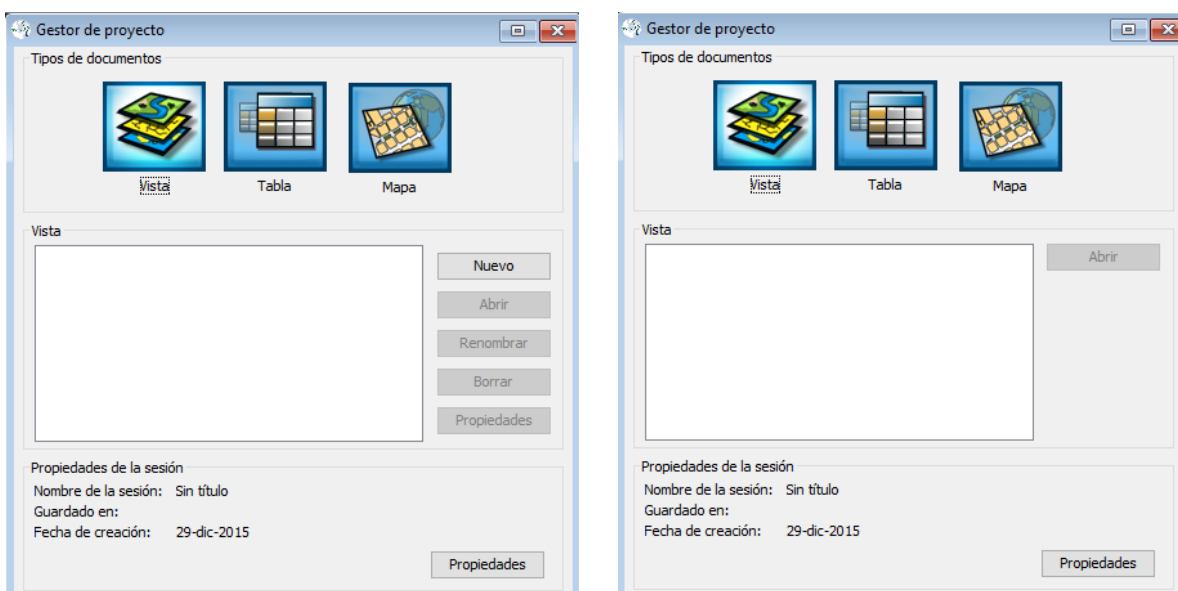 Gestor de proyecto
Tipos de documentos
Vista
Tabla
Mapa
Vista
Nuevo
Abrir
Renombrar
Borrar
Propiedades
Propiedades de la sesión
Nombre de la sesión: Sin título
Guardado en:
Fecha de creación: 29-dic-2015
Propiedades
Gestor de proyecto
Tipos de documentos
Vista
Tabla
Mapa
Vista
Abrir
Propiedades de la sesión
Nombre de la sesión: Sin título
Guardado en:
Fecha de creación: 29-dic-2015
Propiedades